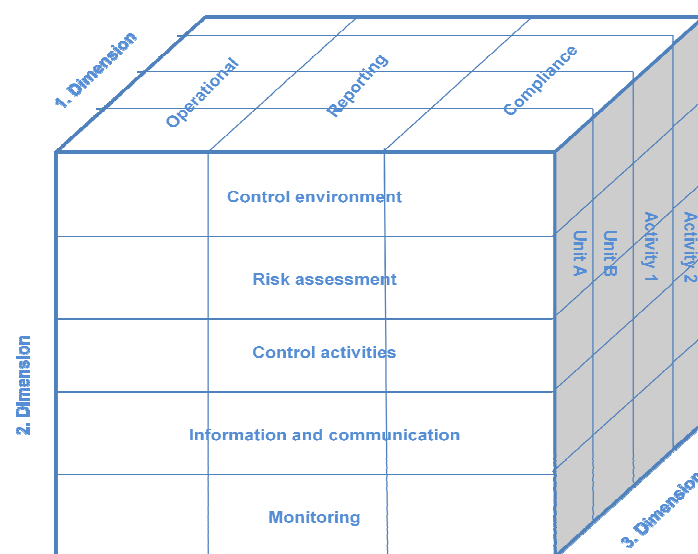 1. Dimension
Operational
Reporting
Compliance
Control environment
Risk assessment
Control activities
Information and communication
Monitoring
2. Dimension
Unit A
Unit B
Activity 1
Activity 2
3. Dimension